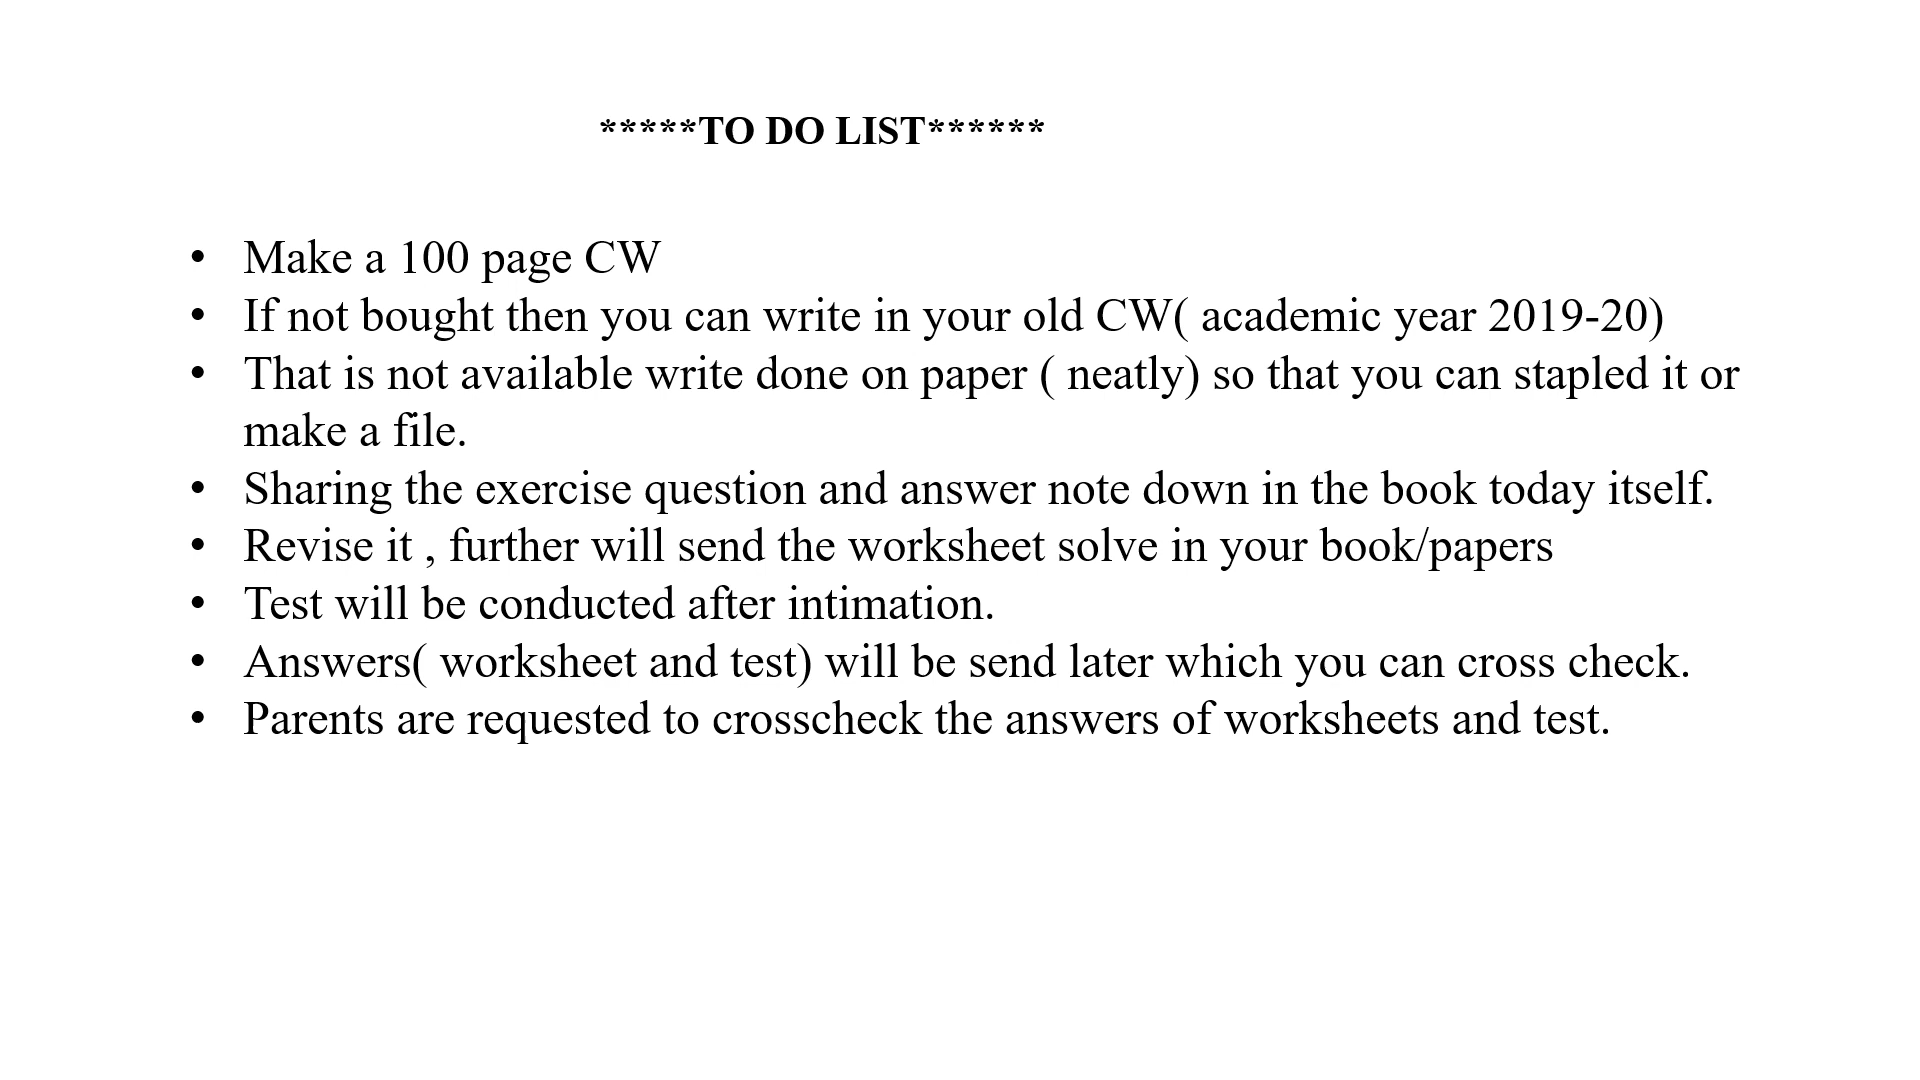 *****TO DO LIST******
• Make a 100 page CW
• If not bought then you can write in your old CW( academic year 2019-20)
• That is not available write done on paper ( neatly) so that you can stapled it or
make a file.
• Sharing the exercise question and answer note down in the book today itself.
• Revise it , further will send the worksheet solve in your book/papers
• Test will be conducted after intimation.
• Answers( worksheet and test) will be send later which you can cross check.
• Parents are requested to crosscheck the answers of worksheets and test.